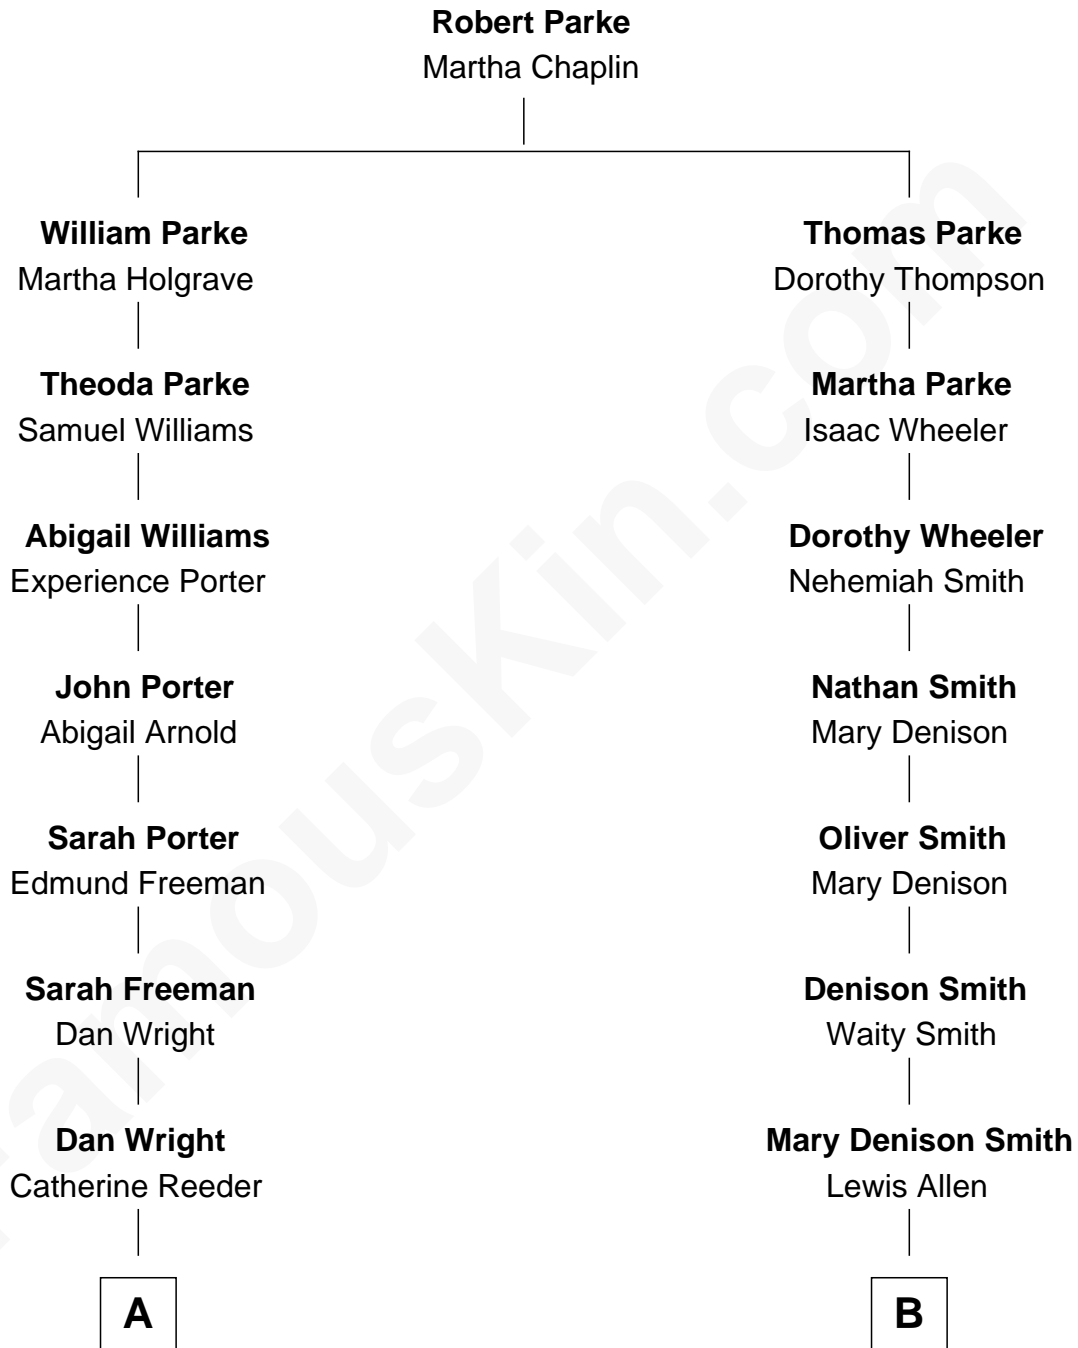 Robert Parke
Martha Chaplin
William Parke
Martha Holgrave
Thomas Parke
Dorothy Thompson
Theoda Parke
Samuel Williams
Martha Parke
Isaac Wheeler
Abigail Williams
Experience Porter
Dorothy Wheeler
Nehemiah Smith
John Porter
Abigail Arnold
Nathan Smith
Mary Denison
Sarah Porter
Edmund Freeman
Oliver Smith
Mary Denison
Sarah Freeman
Dan Wright
Denison Smith
Waity Smith
Dan Wright
Catherine Reeder
Mary Denison Smith
Lewis Allen
A
B
FamousKin.com